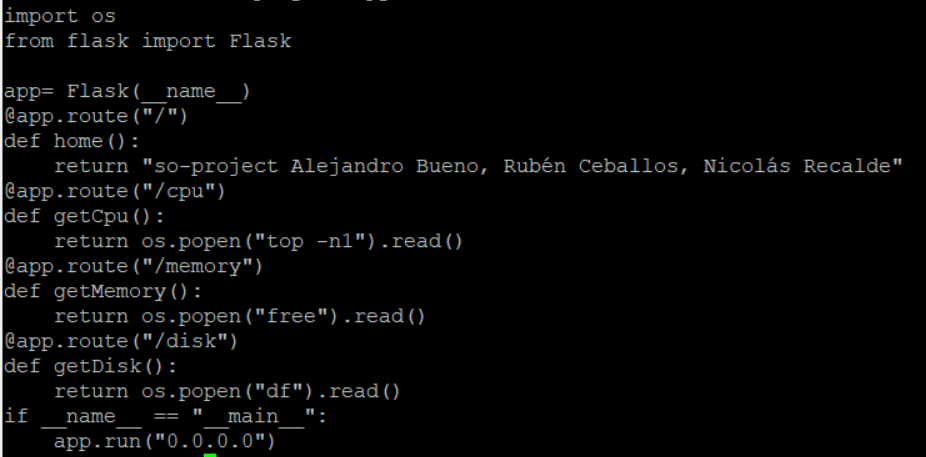 import os
from flask import Flask

app= Flask(__name__)
@app.route("/")
def home():
    return "so-project Alejandro Bueno, Rubén Ceballos, Nicolás Recalde"
@app.route("/cpu")
def getCpu():
    return os.popen("top -n1").read()
@app.route("/memory")
def getMemory():
    return os.popen("free").read()
@app.route("/disk")
def getDisk():
    return os.popen("df").read()
if __name__ == "__main__":
    app.run("0.0.0.0")